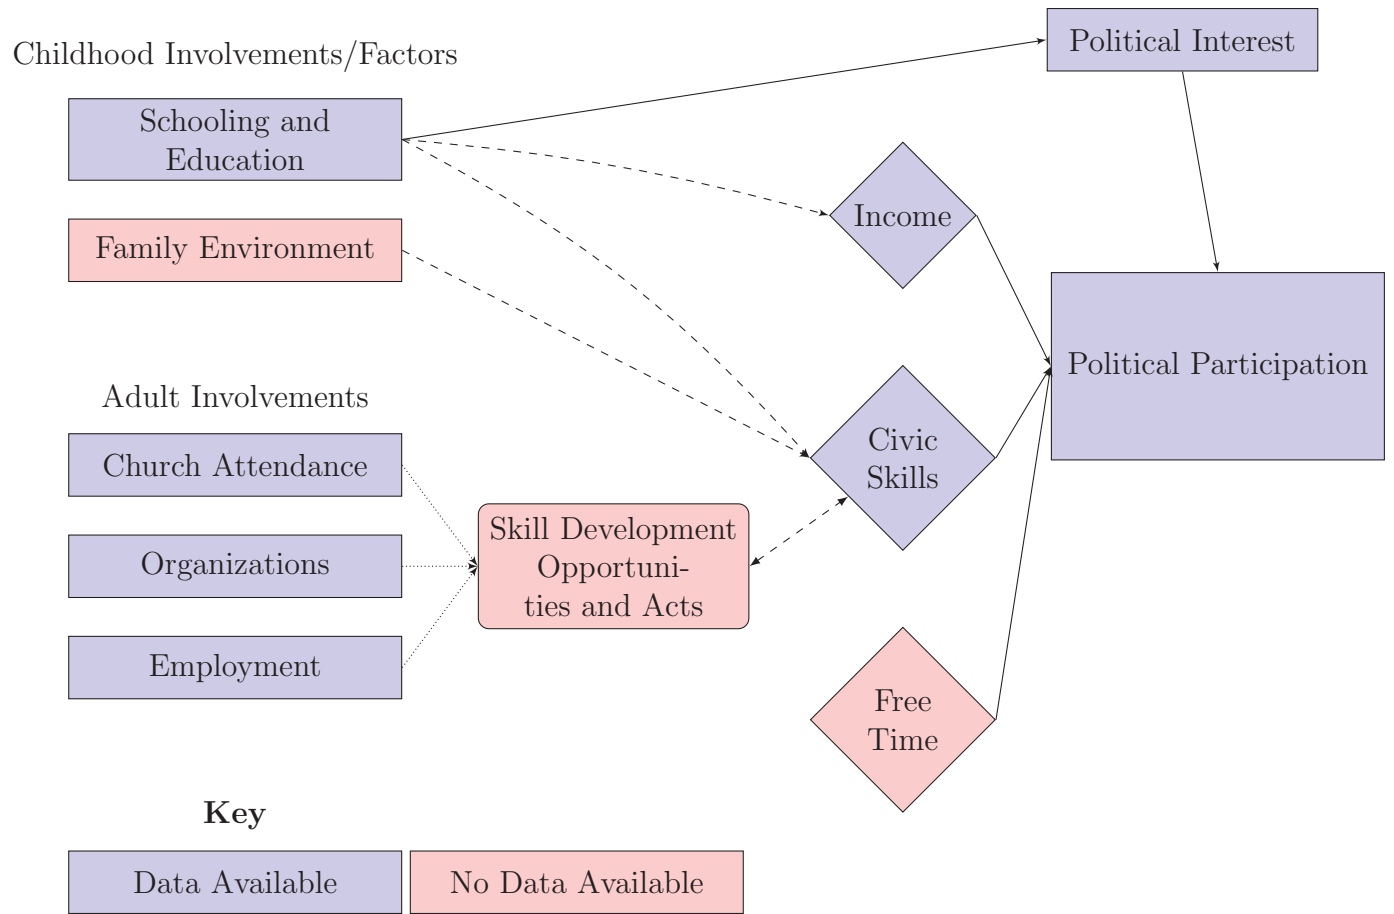 Childhood Involvements/Factors
Schooling and
Education
Family Environment
Adult Involvements
Church Attendance
Organizations
Employment
Skill Development
Opportuni-
ties and Acts
Political Interest
Income
Civic
Skills
Free
Time
Political Participation
Key
Data Available
No Data Available